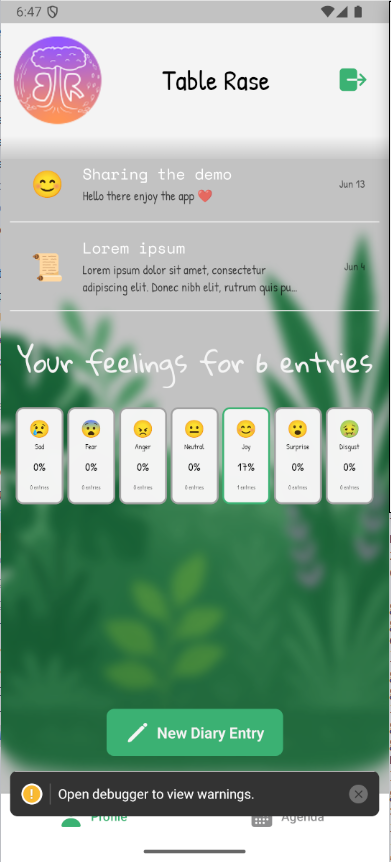 6:47
Table Rase
Sharing the demo
Hello there enjoy the app ❤️
Jun 13
Lorem ipsum
Lorem ipsum dolor sit amet, consectetur
adipiscing elit. Donec nibh elit, rutrum quis pu...
Jun 4
Your feelings for 6 entries
Sad Fear Anger Neutral Joy Surprise Disgust
0% 0% 0% 0% 17% 0% 0%
0 entries 0 entries 0 entries 0 entries 1 entries 0 entries 0 entries
New Diary Entry
Open debugger to view warnings.
Profile Agenda